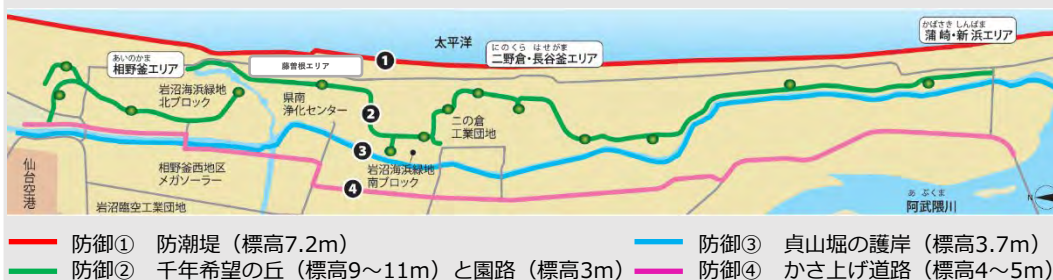 太平洋
あいのかま
相野釜エリア
藤曽根エリア
❶
にのくら はせがま
二野倉・長谷釜エリア
かばさき しんはま
蒲崎・新浜エリア
岩沼海浜緑地
北ブロック
県南
浄化センター
❷
二の倉
工業団地
❸
岩沼海浜緑地
南ブロック
❹
仙台空港
相野釜西地区
メガソーラー
岩沼臨空工業団地
あぶくま
阿武隈川
N
防御① 防潮堤（標高7.2m）
防御② 千年希望の丘（標高9～11m）と園路（標高3m）
防御③ 貞山堀の護岸（標高3.7m）
防御④ かさ上げ道路（標高4～5m）